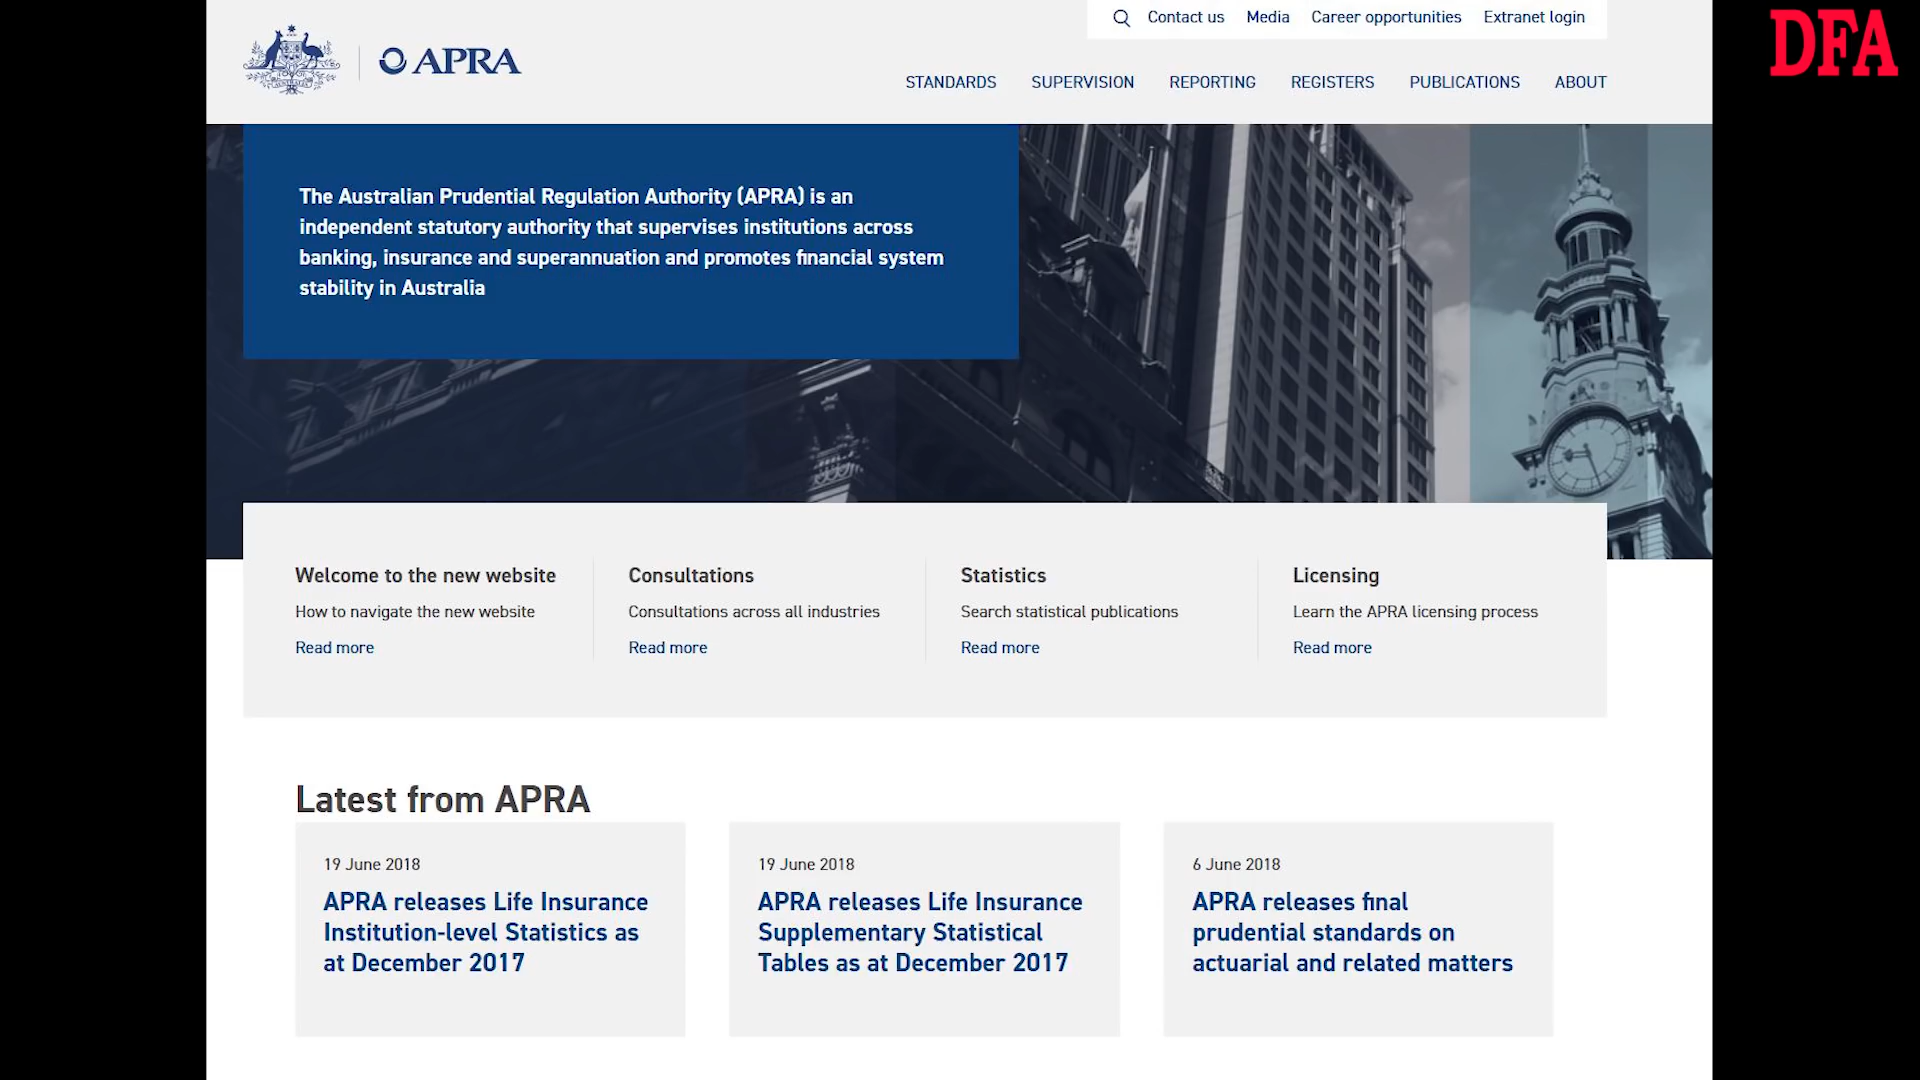 DFA
Contact us Media Career opportunities Extranet login
APRA
STANDARDS SUPERVISION REPORTING REGISTERS PUBLICATIONS ABOUT
The Australian Prudential Regulation Authority (APRA) is an
independent statutory authority that supervises institutions across
banking, insurance and superannuation and promotes financial system
stability in Australia
Welcome to the new website
How to navigate the new website
Read more
Consultations
Consultations across all industries
Read more
Statistics
Search statistical publications
Read more
Licensing
Learn the APRA licensing process
Read more
Latest from APRA
19 June 2018
APRA releases Life Insurance
Institution-level Statistics as
at December 2017
19 June 2018
APRA releases Life Insurance
Supplementary Statistical
Tables as at December 2017
6 June 2018
APRA releases final
prudential standards on
actuarial and related matters